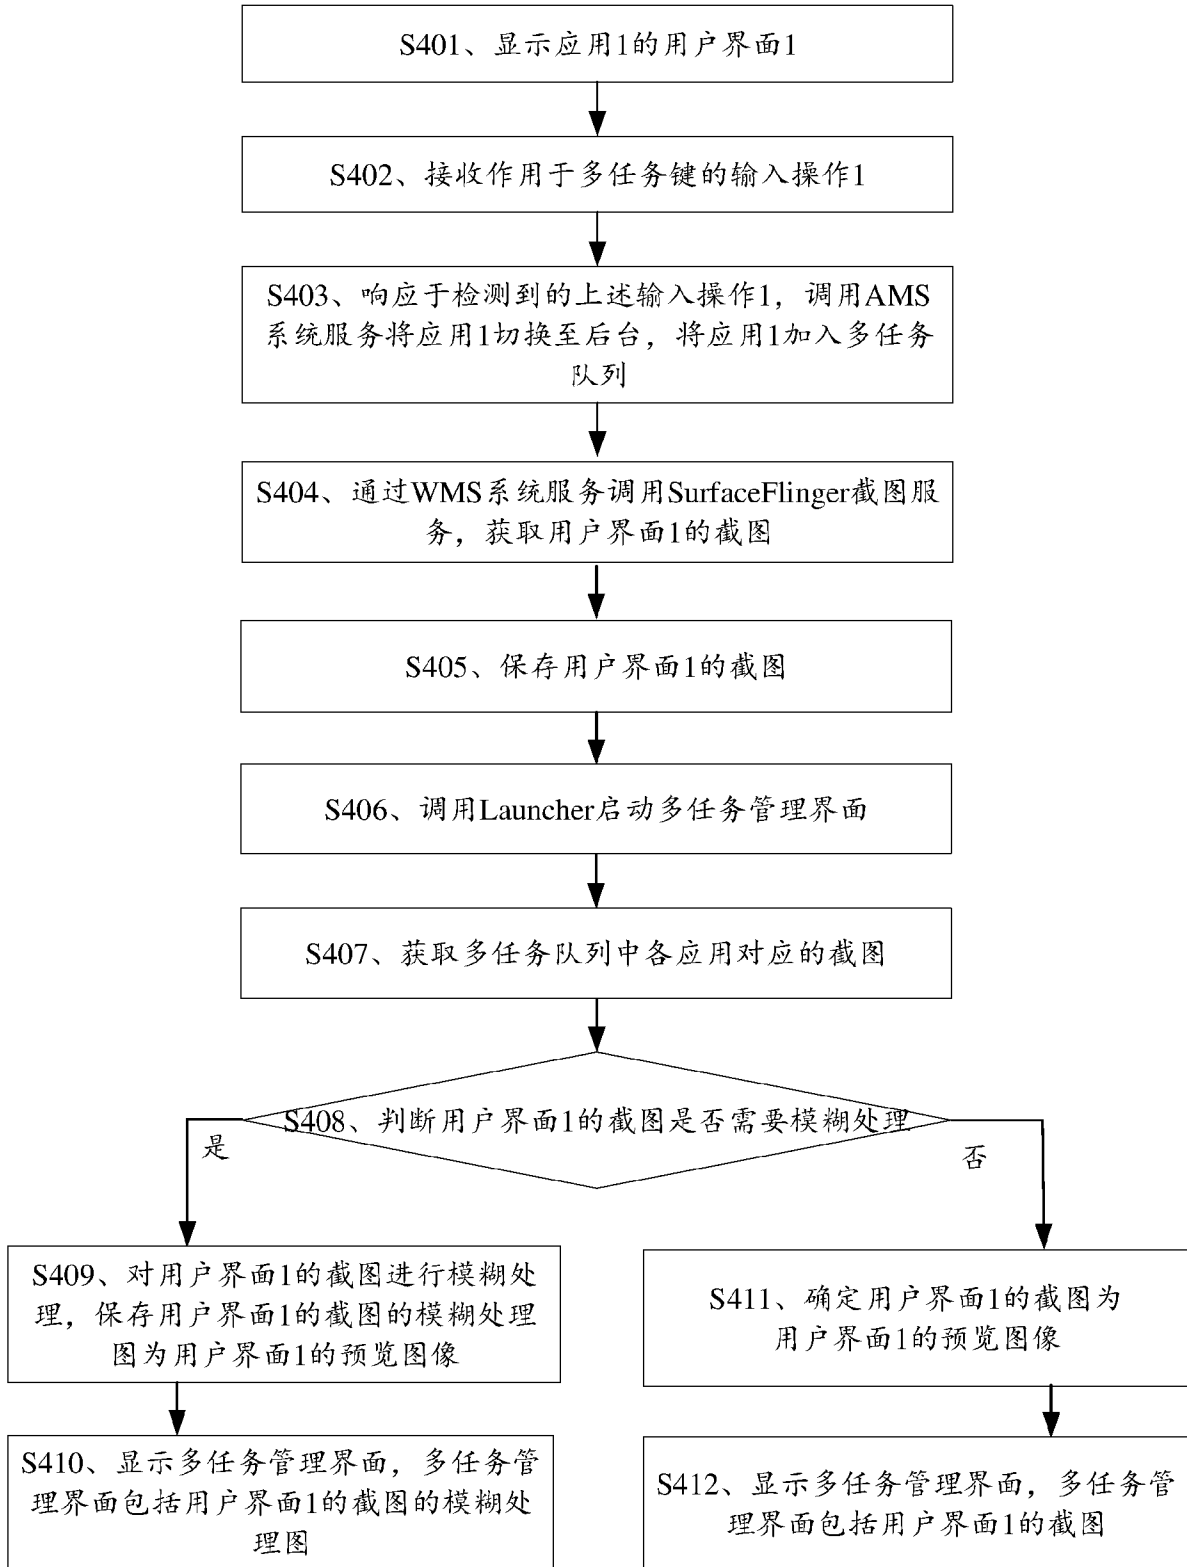 S401、显示应用1的用户界面1
S402、接收作用于多任务键的输入操作1
S403、响应于检测到的上述输入操作1，调用AMS
系统服务将应用1切换至后台，将应用1加入多任务
队列
S404、通过WMS系统服务调用SurfaceFlinger截图服
务，获取用户界面1的截图
S405、保存用户界面1的截图
S406、调用Launcher启动多任务管理界面
S407、获取多任务队列中各应用对应的截图
S408、判断用户界面1的截图是否需要模糊处理
是
否
S409、对用户界面1的截图进行模糊处
理，保存用户界面1的截图的模糊处理
图为用户界面1的预览图像
S410、显示多任务管理界面，多任务管
理界面包括用户界面1的截图的模糊处
理图
S411、确定用户界面1的截图为
用户界面1的预览图像
S412、显示多任务管理界面，多任务管
理界面包括用户界面1的截图